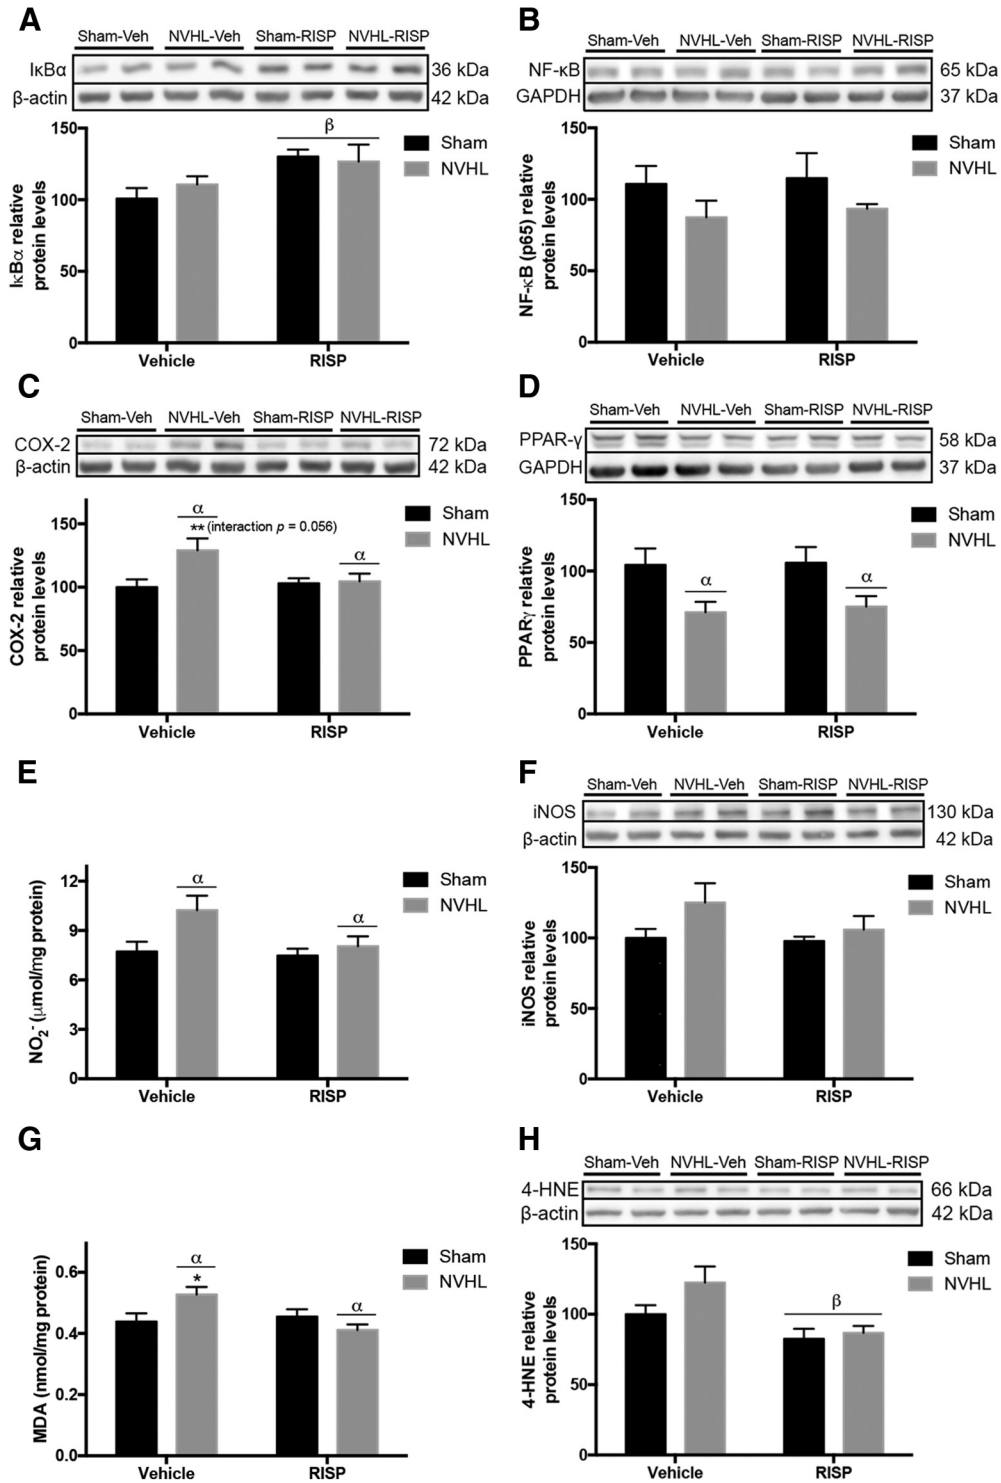 A
Sham-Veh NVHL-Veh Sham-RISP NVHL-RISP
IκBα 36 kDa
β-actin 42 kDa
150
100
50
0
IκBα relative
protein levels
β
Sham
NVHL
Vehicle RISP
B
Sham-Veh NVHL-Veh Sham-RISP NVHL-RISP
NF-κB 65 kDa
GAPDH 37 kDa
150
100
50
0
NF-κB (p65) relative
protein levels
Sham
NVHL
Vehicle RISP
C
Sham-Veh NVHL-Veh Sham-RISP NVHL-RISP
COX-2 72 kDa
β-actin 42 kDa
150
100
50
0
COX-2 relative
protein levels
α
** (interaction p = 0.056)
α
Sham
NVHL
Vehicle RISP
D
Sham-Veh NVHL-Veh Sham-RISP NVHL-RISP
PPAR-γ 58 kDa
GAPDH 37 kDa
150
100
50
0
PPARγ relative
protein levels
α
α
Sham
NVHL
Vehicle RISP
E
12
9
6
3
0
NO2- (μmol/mg protein)
α
α
Sham
NVHL
Vehicle RISP
F
Sham-Veh NVHL-Veh Sham-RISP NVHL-RISP
iNOS 130 kDa
β-actin 42 kDa
150
100
50
0
iNOS relative
protein levels
Sham
NVHL
Vehicle RISP
G
0.6
0.4
0.2
0.0
MDA (nmol/mg protein)
α
*
α
Sham
NVHL
Vehicle RISP
H
Sham-Veh NVHL-Veh Sham-RISP NVHL-RISP
4-HNE 66 kDa
β-actin 42 kDa
150
100
50
0
4-HNE relative
protein levels
β
Sham
NVHL
Vehicle RISP